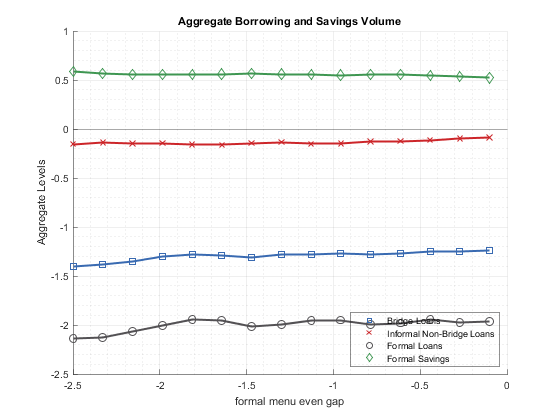 Aggregate Borrowing and Savings Volume
1
0.5
0
-0.5
-1
-1.5
-2
-2.5
Aggregate Levels
Bridge Loans
Informal Non-Bridge Loans
Formal Loans
Formal Savings
-2.5 -2 -1.5 -1 -0.5 0
formal menu even gap